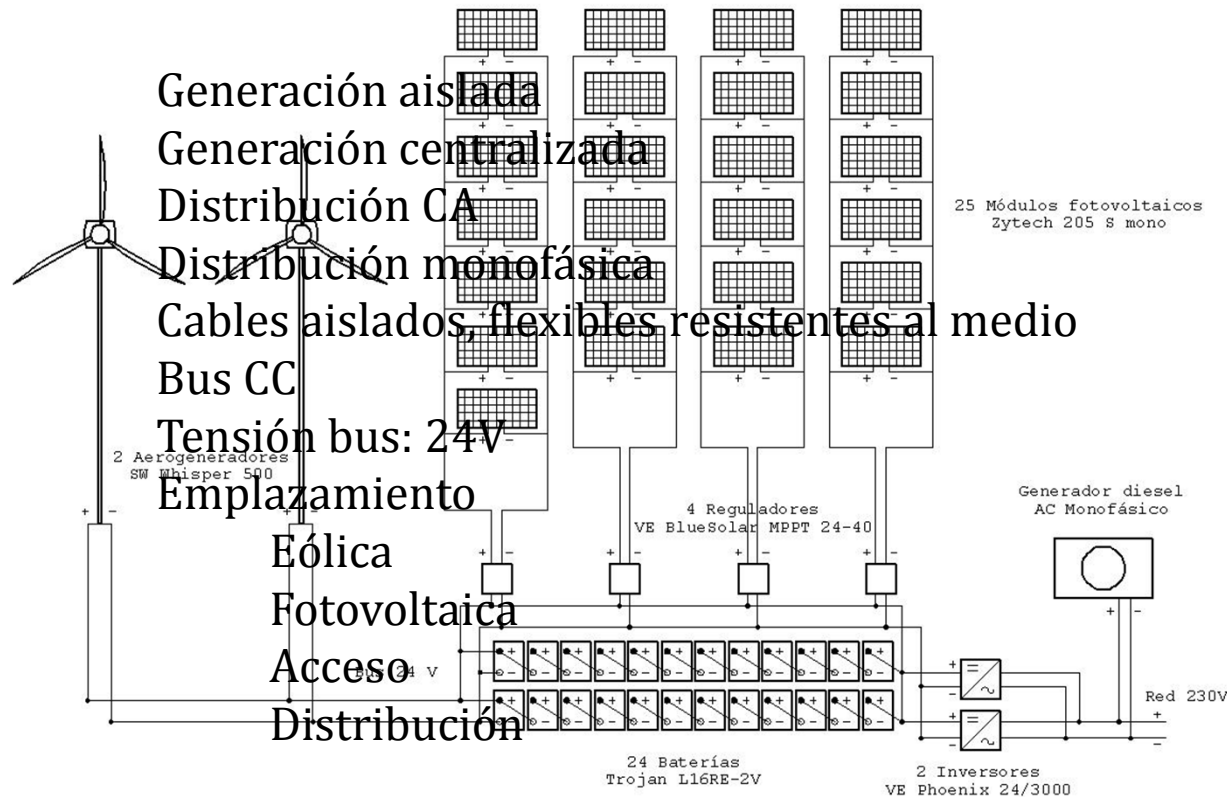 Generación aislada
Generación centralizada
Distribución CA
Distribución monofásica
Cables aislados, flexibles resistentes al medio
Bus CC
Tensión bus: 24V
Emplazamiento
Eólica
Fotovoltaica
Acceso
Distribución
25 Módulos fotovoltaicos
Zytech 205 S mono
2 Aerogeneradores
SW Whisper 500
4 Reguladores
VE BlueSolar MPPT 24-40
Generador diesel
AC Monofásico
Bus 24 V
Red 230V
24 Baterías
Trojan L16RE-2V
2 Inversores
VE Phoenix 24/3000